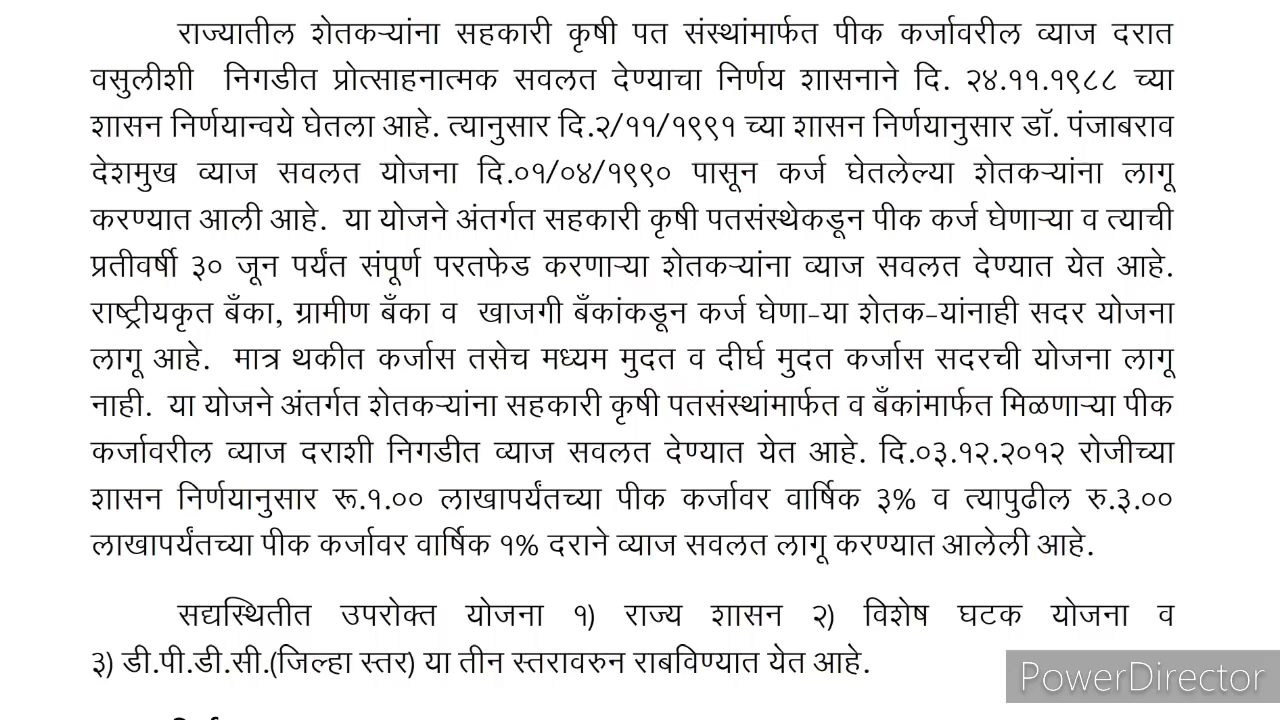 राज्यातील शेतकऱ्यांना सहकारी कृषी पत संस्थांमार्फत पीक कर्जावरील व्याज दरात
वसुलीशी निगडीत प्रोत्साहनात्मक सवलत देण्याचा निर्णय शासनाने दि. २४.११.१९८८ च्या
शासन निर्णयान्वये घेतला आहे. त्यानुसार दि.२/११/१९९१ च्या शासन निर्णयानुसार डॉ. पंजाबराव
देशमुख व्याज सवलत योजना दि.०१/०४/१९९० पासून कर्ज घेतलेल्या शेतकऱ्यांना लागू
करण्यात आली आहे. या योजने अंतर्गत सहकारी कृषी पतसंस्थेकडून पीक कर्ज घेणाऱ्या व त्याची
प्रतीवर्षी ३० जून पर्यंत संपूर्ण परतफेड करणाऱ्या शेतकऱ्यांना व्याज सवलत देण्यात येत आहे.
राष्ट्रीयकृत बँका, ग्रामीण बँका व खाजगी बँकांकडून कर्ज घेणा-या शेतक-यांनाही सदर योजना
लागू आहे. मात्र थकीत कर्जास तसेच मध्यम मुदत व दीर्घ मुदत कर्जास सदरची योजना लागू
नाही. या योजने अंतर्गत शेतकऱ्यांना सहकारी कृषी पतसंस्थांमार्फत व बँकांमार्फत मिळणाऱ्या पीक
कर्जावरील व्याज दराशी निगडीत व्याज सवलत देण्यात येत आहे. दि.०३.१२.२०१२ रोजीच्या
शासन निर्णयानुसार रू.१.०० लाखापर्यंतच्या पीक कर्जावर वार्षिक ३% व त्यापुढील रु.३.००
लाखापर्यंतच्या पीक कर्जावर वार्षिक १% दराने व्याज सवलत लागू करण्यात आलेली आहे.
सद्यस्थितीत उपरोक्त योजना १) राज्य शासन २) विशेष घटक योजना व
३) डी.पी.डी.सी.(जिल्हा स्तर) या तीन स्तरावरुन राबविण्यात येत आहे.
PowerDirector